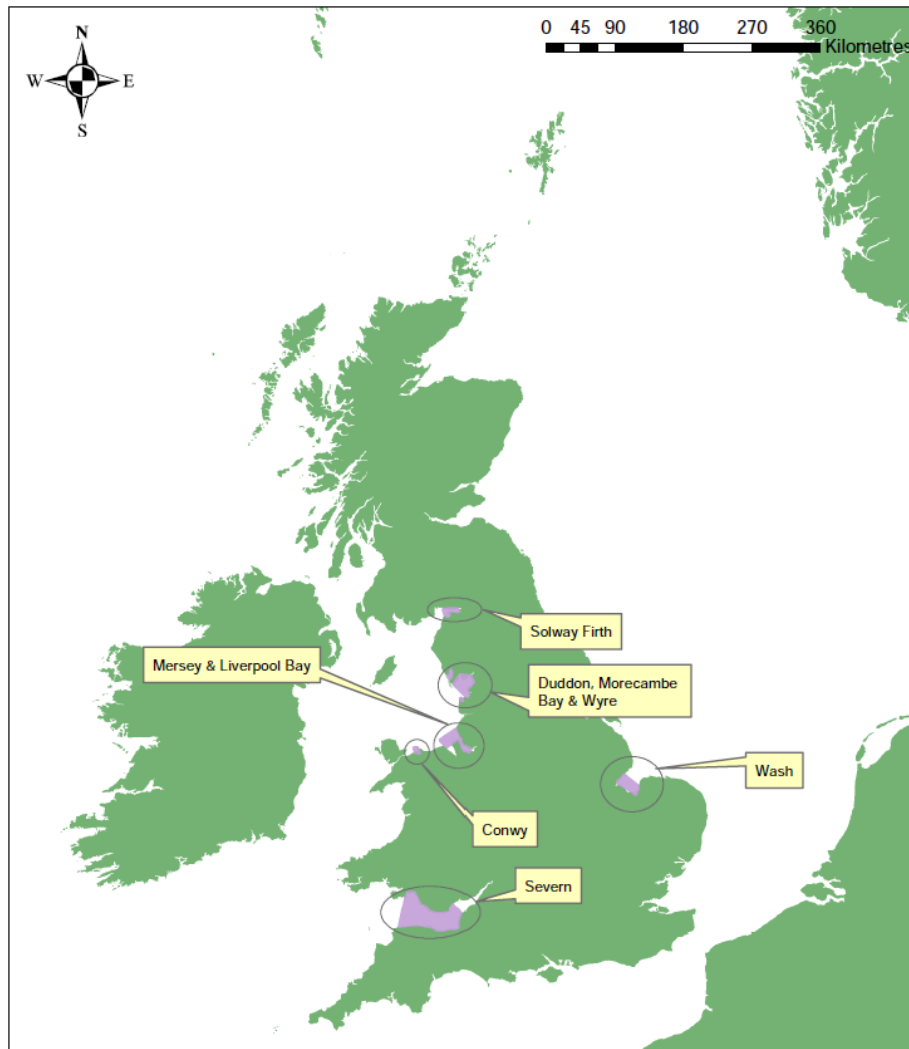 N
W E
S
0 45 90 180 270 360
Kilometres
Solway Firth
Mersey & Liverpool Bay
Duddon, Morecambe
Bay & Wyre
Wash
Conwy
Severn